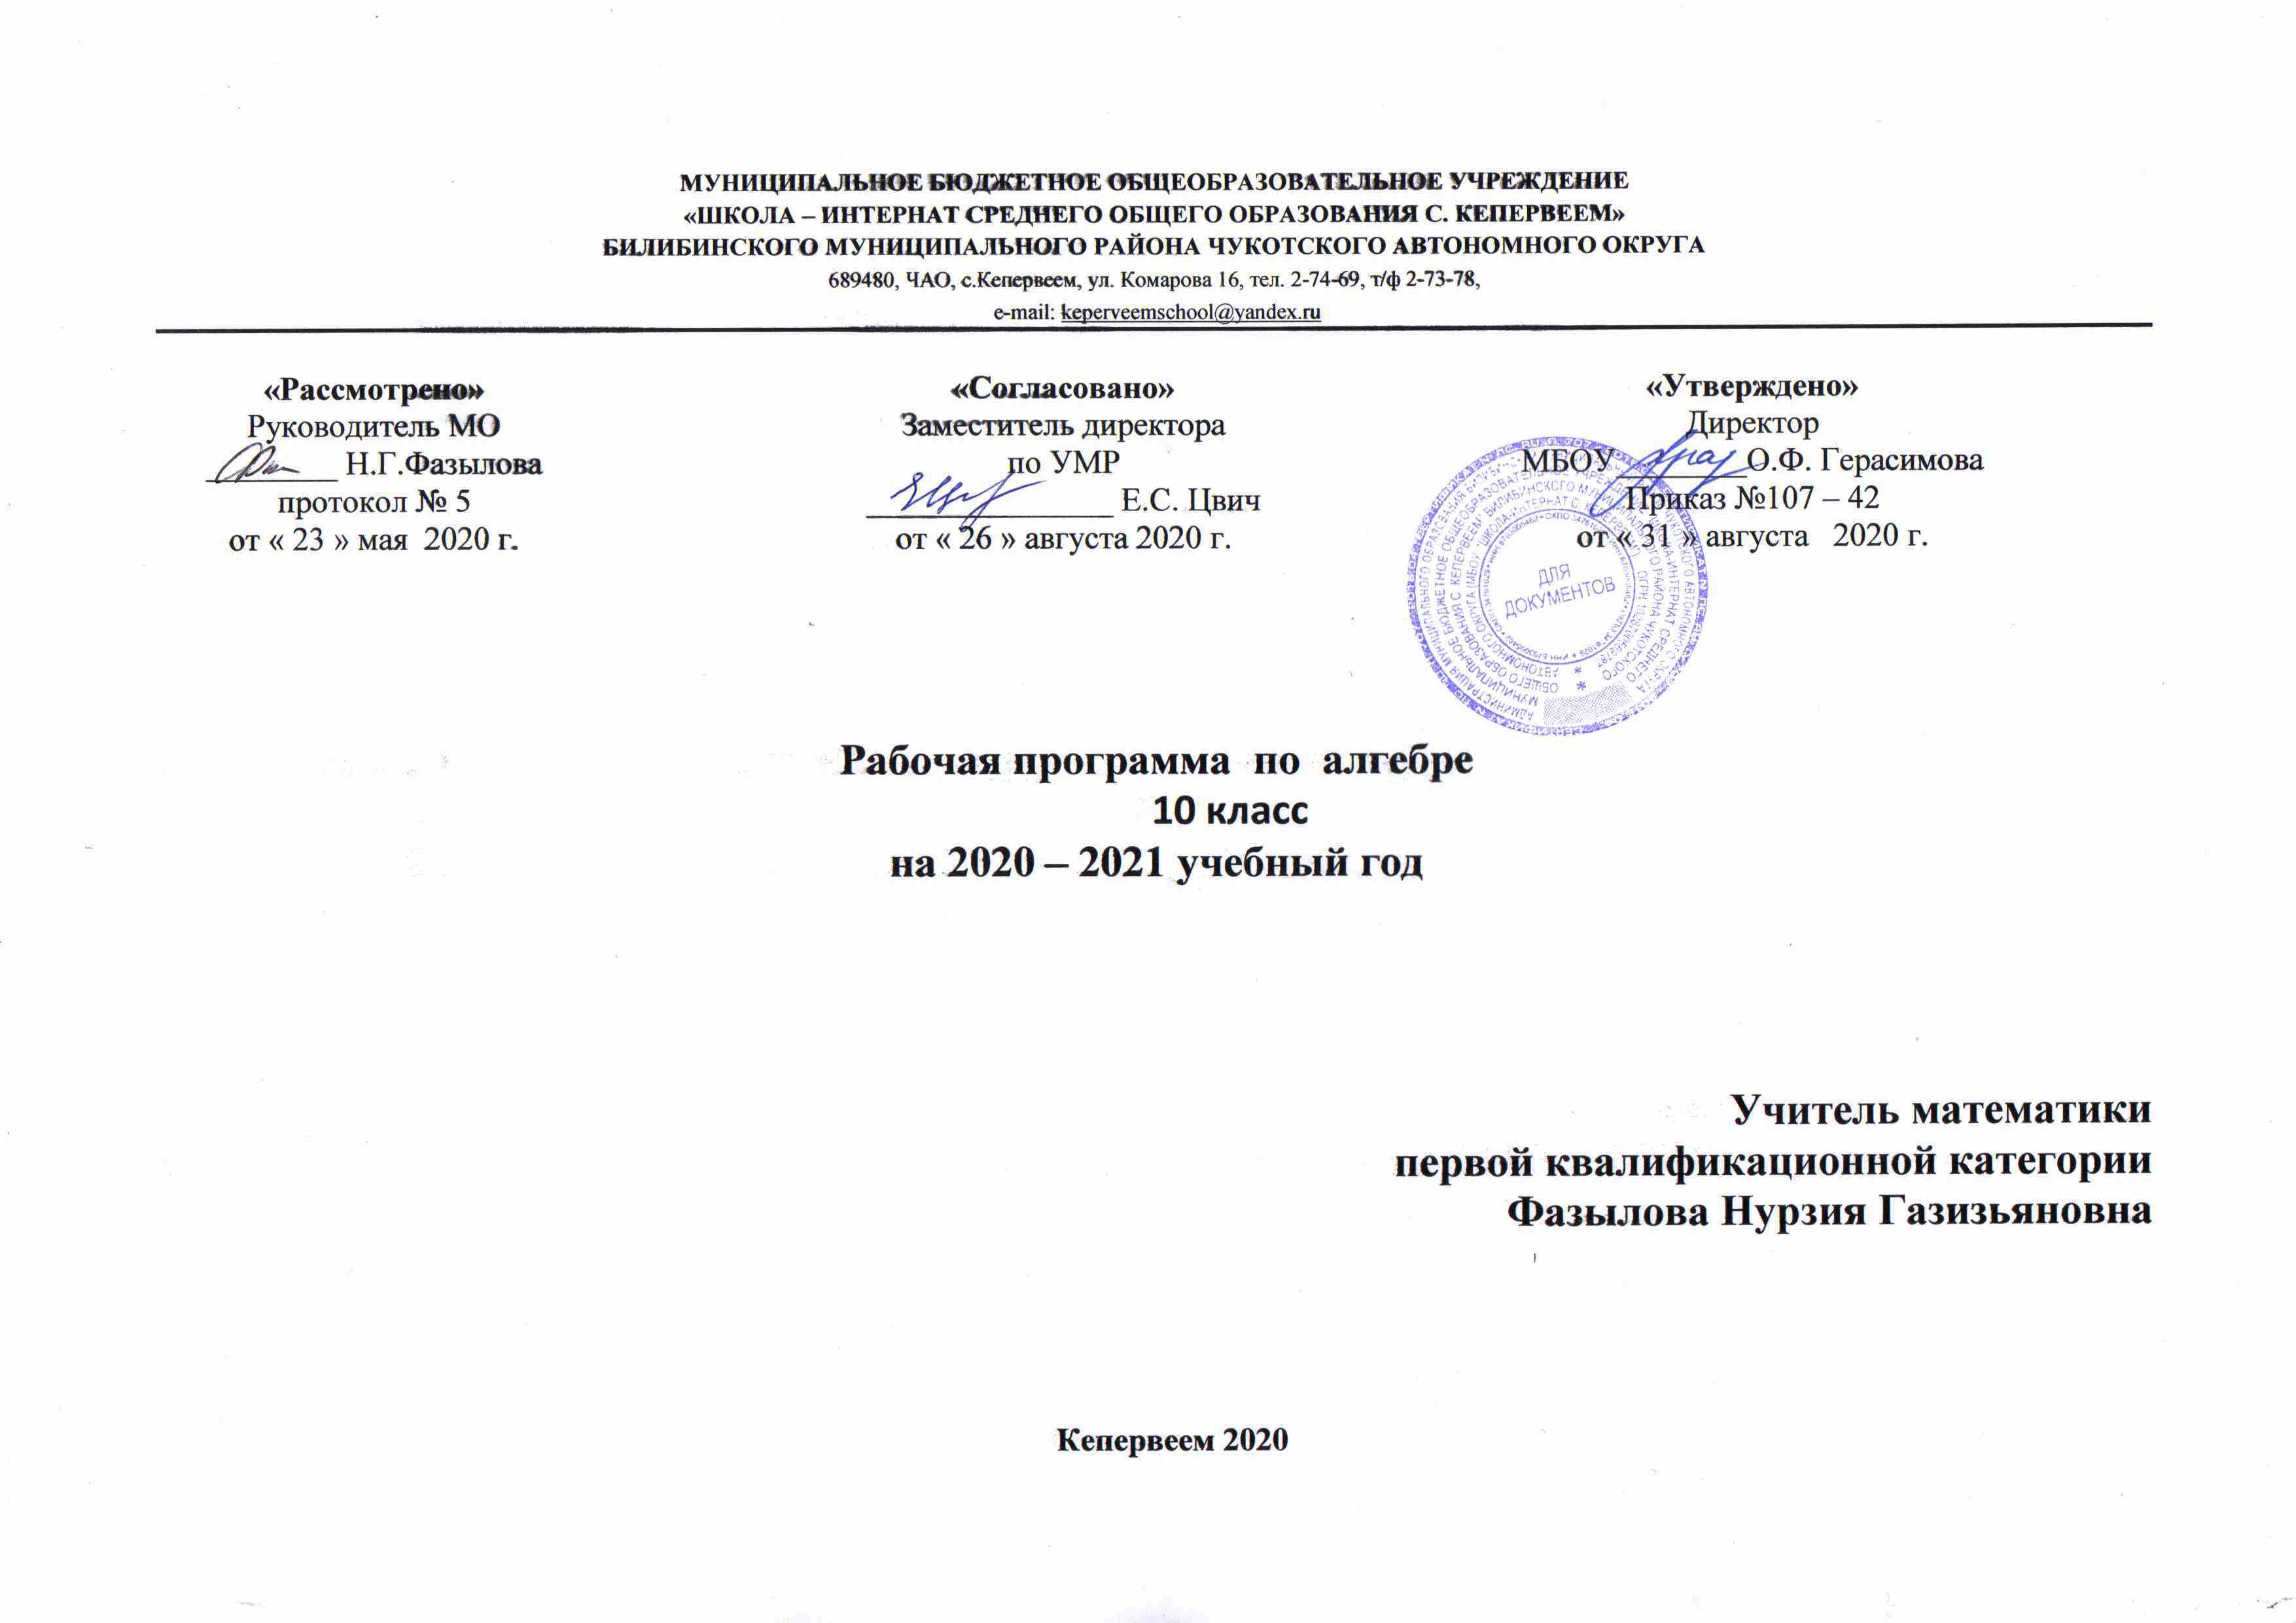 МУНИЦИПАЛЬНОЕ БЮДЖЕТНОЕ ОБЩЕОБРАЗОВАТЕЛЬНОЕ УЧРЕЖДЕНИЕ
«ШКОЛА – ИНТЕРНАТ СРЕДНЕГО ОБЩЕГО ОБРАЗОВАНИЯ С. КЕПЕРВЕЕМ»
БИЛИБИНСКОГО МУНИЦИПАЛЬНОГО РАЙОНА ЧУКОТСКОГО АВТОНОМНОГО ОКРУГА
689480, ЧАО, с.Кепервеем, ул. Комарова 16, тел. 2-74-69, т/ф 2-73-78,
e-mail: keperveemschool@yandex.ru
«Рассмотрено»
Руководитель МО
________ Н.Г.Фазылова
протокол № 5
от « 23 » мая 2020 г.
«Согласовано»
Заместитель директора
по УМР
_______________ Е.С. Цвич
от « 26 » августа 2020 г.
«Утверждено»
Директор
МБОУ ________О.Ф. Герасимова
Приказ №107 – 42
от « 31 » августа 2020 г.
ДЛЯ
ДОКУМЕНТОВ
Рабочая программа по алгебре
10 класс
на 2020 – 2021 учебный год
Учитель математики
первой квалификационной категории
Фазылова Нурзия Газизьяновна
Кепервеем 2020